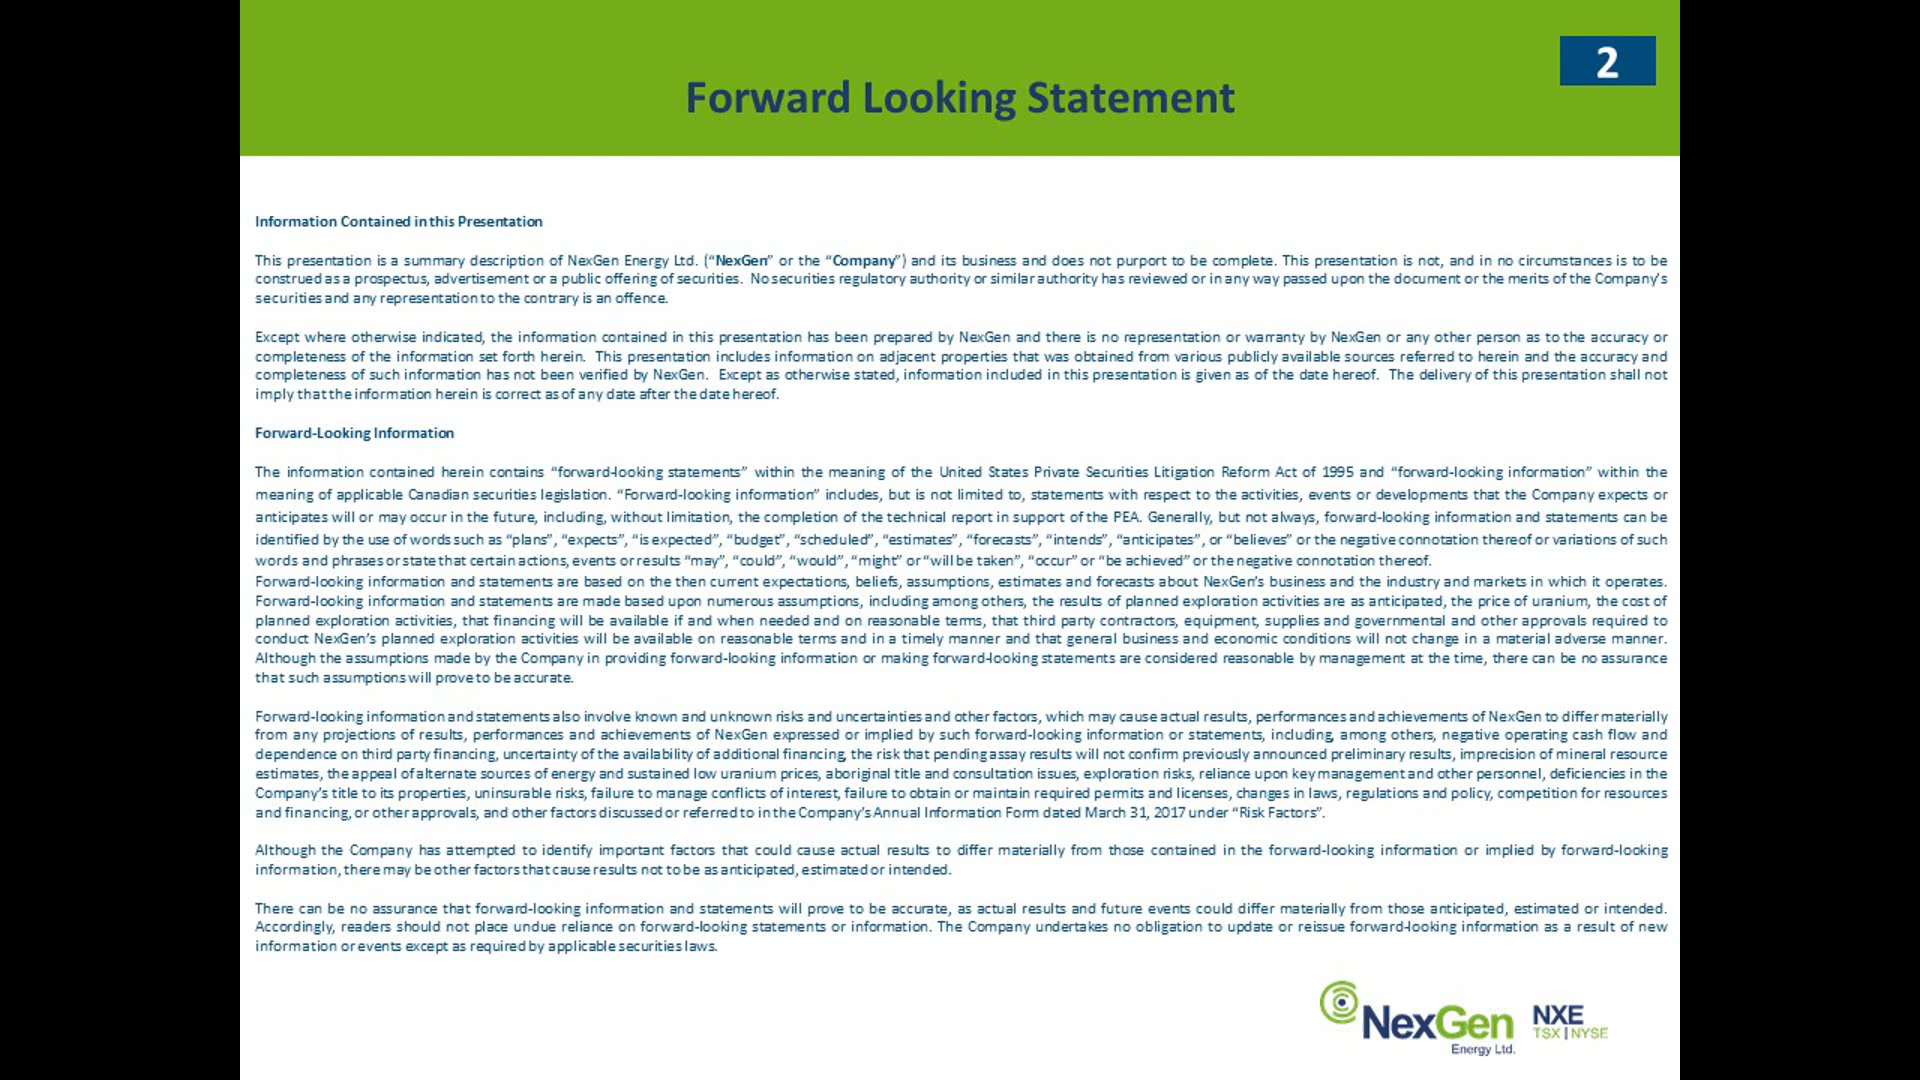 2
Forward Looking Statement
Information Contained in this Presentation
This presentation is a summary description of NexGen Energy Ltd. (“NexGen” or the “Company”) and its business and does not purport to be complete. This presentation is not, and in no circumstances is to be
construed as a prospectus, advertisement or a public offering of securities. No securities regulatory authority or similar authority has reviewed or in any way passed upon the document or the merits of the Company’s
securities and any representation to the contrary is an offence.
Except where otherwise indicated, the information contained in this presentation has been prepared by NexGen and there is no representation or warranty by NexGen or any other person as to the accuracy or
completeness of the information set forth herein. This presentation includes information on adjacent properties that was obtained from various publicly available sources referred to herein and the accuracy and
completeness of such information has not been verified by NexGen. Except as otherwise stated, information included in this presentation is given as of the date hereof. The delivery of this presentation shall not
imply that the information herein is correct as of any date after the date hereof.
Forward-Looking Information
The information contained herein contains “forward-looking statements” within the meaning of the United States Private Securities Litigation Reform Act of 1995 and “forward-looking information” within the
meaning of applicable Canadian securities legislation. “Forward-looking information” includes, but is not limited to, statements with respect to the activities, events or developments that the Company expects or
anticipates will or may occur in the future, including, without limitation, the completion of the technical report in support of the PEA. Generally, but not always, forward-looking information and statements can be
identified by the use of words such as “plans”, “expects”, “is expected”, “budget”, “scheduled”, “estimates”, “forecasts”, “intends”, “anticipates”, or “believes” or the negative connotation thereof or variations of such
words and phrases or state that certain actions, events or results “may”, “could”, “would”, “might” or “will be taken”, “occur” or “be achieved” or the negative connotation thereof.
Forward-looking information and statements are based on the then current expectations, beliefs, assumptions, estimates and forecasts about NexGen’s business and the industry and markets in which it operates.
Forward-looking information and statements are made based upon numerous assumptions, including among others, the results of planned exploration activities are as anticipated, the price of uranium, the cost of
planned exploration activities, that financing will be available if and when needed and on reasonable terms, that third party contractors, equipment, supplies and governmental and other approvals required to
conduct NexGen’s planned exploration activities will be available on reasonable terms and in a timely manner and that general business and economic conditions will not change in a material adverse manner.
Although the assumptions made by the Company in providing forward-looking information or making forward-looking statements are considered reasonable by management at the time, there can be no assurance
that such assumptions will prove to be accurate.
Forward-looking information and statements also involve known and unknown risks and uncertainties and other factors, which may cause actual results, performances and achievements of NexGen to differ materially
from any projections of results, performances and achievements of NexGen expressed or implied by such forward-looking information or statements, including, among others, negative operating cash flow and
dependence on third party financing, uncertainty of the availability of additional financing, the risk that pending assay results will not confirm previously announced preliminary results, imprecision of mineral resource
estimates, the appeal of alternate sources of energy and sustained low uranium prices, aboriginal title and consultation issues, exploration risks, reliance upon key management and other personnel, deficiencies in the
Company’s title to its properties, uninsurable risks, failure to manage conflicts of interest, failure to obtain or maintain required permits and licenses, changes in laws, regulations and policy, competition for resources
and financing, or other approvals, and other factors discussed or referred to in the Company’s Annual Information Form dated March 31, 2017 under “Risk Factors”.
Although the Company has attempted to identify important factors that could cause actual results to differ materially from those contained in the forward-looking information or implied by forward-looking
information, there may be other factors that cause results not to be as anticipated, estimated or intended.
There can be no assurance that forward-looking information and statements will prove to be accurate, as actual results and future events could differ materially from those anticipated, estimated or intended.
Accordingly, readers should not place undue reliance on forward-looking statements or information. The Company undertakes no obligation to update or reissue forward-looking information as a result of new
information or events except as required by applicable securities laws.
NexGen
Energy Ltd.
NXE
TSX | NYSE